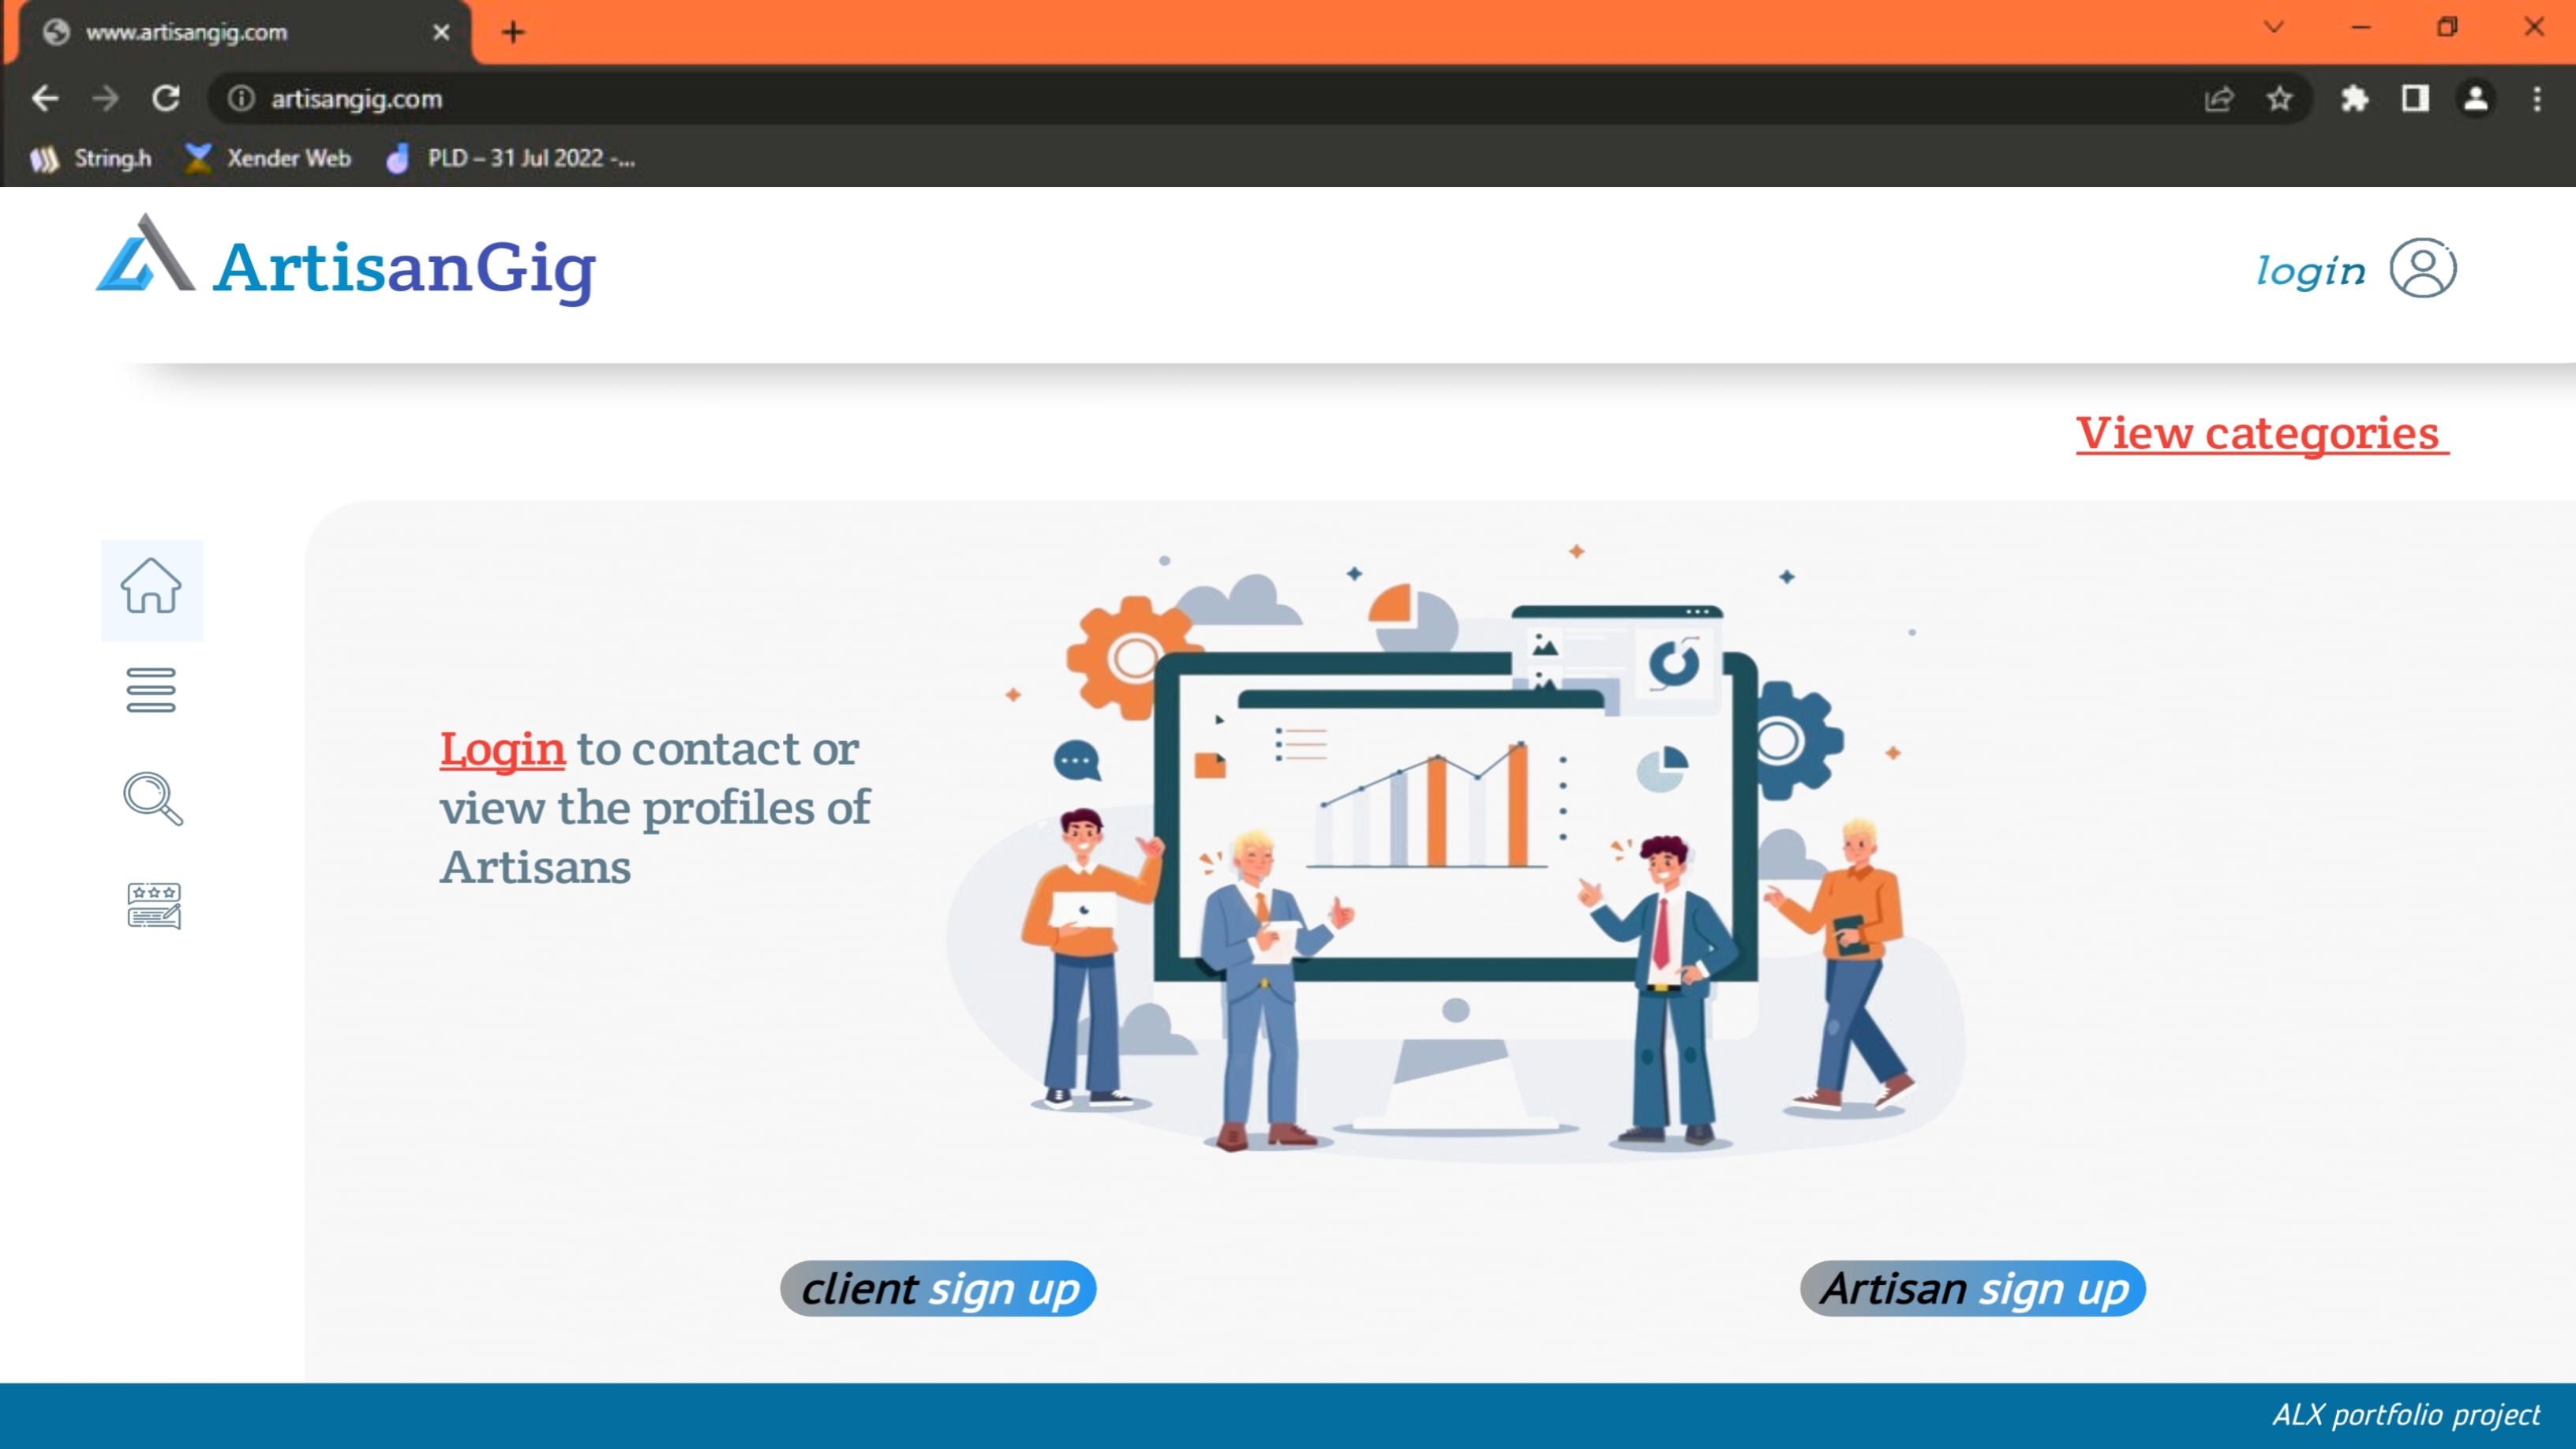 www.artisangig.com
artisangig.com
String.h Xender Web PLD – 31 Jul 2022 -...
ArtisanGig
login
View categories
Login to contact or
view the profiles of
Artisans
client sign up
Artisan sign up
ALX portfolio project